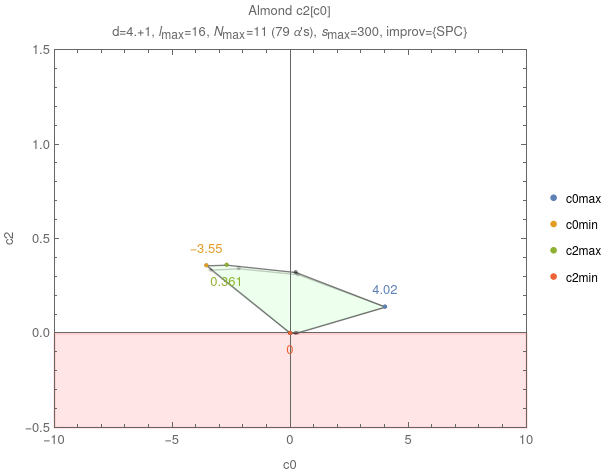 Almond c2[c0]
d=4.+1, lmax=16, Nmax=11 (79 α's), smax=300, improv={SPC}
1.5
1.0
0.5
0.0
−0.5
c2
−3.55
0.361
4.02
0
−10
−5
0
5
10
c0
c0max
c0min
c2max
c2min